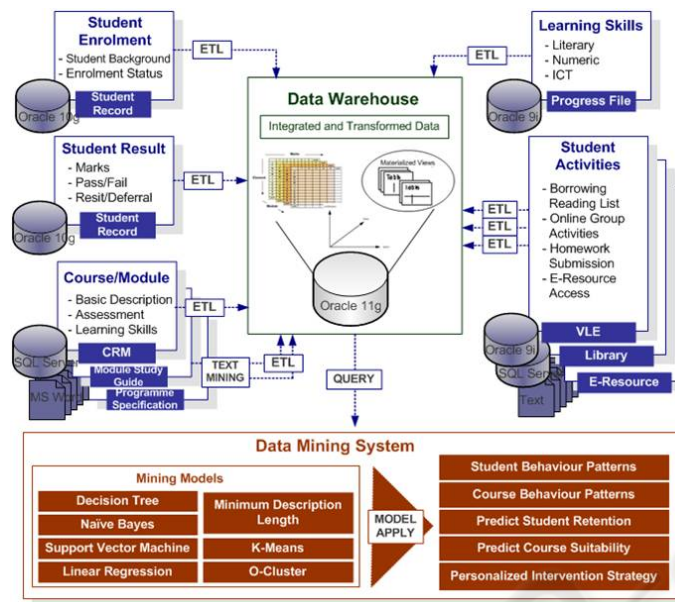 Student
Enrolment
- Student Background
- Enrolment Status
Oracle 10g
Student
Record
ETL
Student Result
- Marks
- Pass/Fail
- Resit/Deferral
Oracle 10g
Student
Record
ETL
Course/Module
- Basic Description
- Assessment
- Learning Skills
ETL
SQL Server
CRM
Module Study
Guide
MS Word
Programme
Specification
TEXT
MINING
ETL
Data Warehouse
Integrated and Transformed Data
Materialized Views
Table
Table
Oracle 11g
QUERY
Learning Skills
- Literary
- Numeric
- ICT
Oracle 9i
Progress File
ETL
Student
Activities
- Borrowing
Reading List
- Online Group
Activities
- Homework
Submission
- E-Resource
Access
ETL
ETL
ETL
Oracle 9i
VLE
SQL Server
Library
Text
E-Resource
Data Mining System
Mining Models
Decision Tree
Naïve Bayes
Support Vector Machine
Linear Regression
Minimum Description
Length
K-Means
O-Cluster
MODEL
APPLY
Student Behaviour Patterns
Course Behaviour Patterns
Predict Student Retention
Predict Course Suitability
Personalized Intervention Strategy